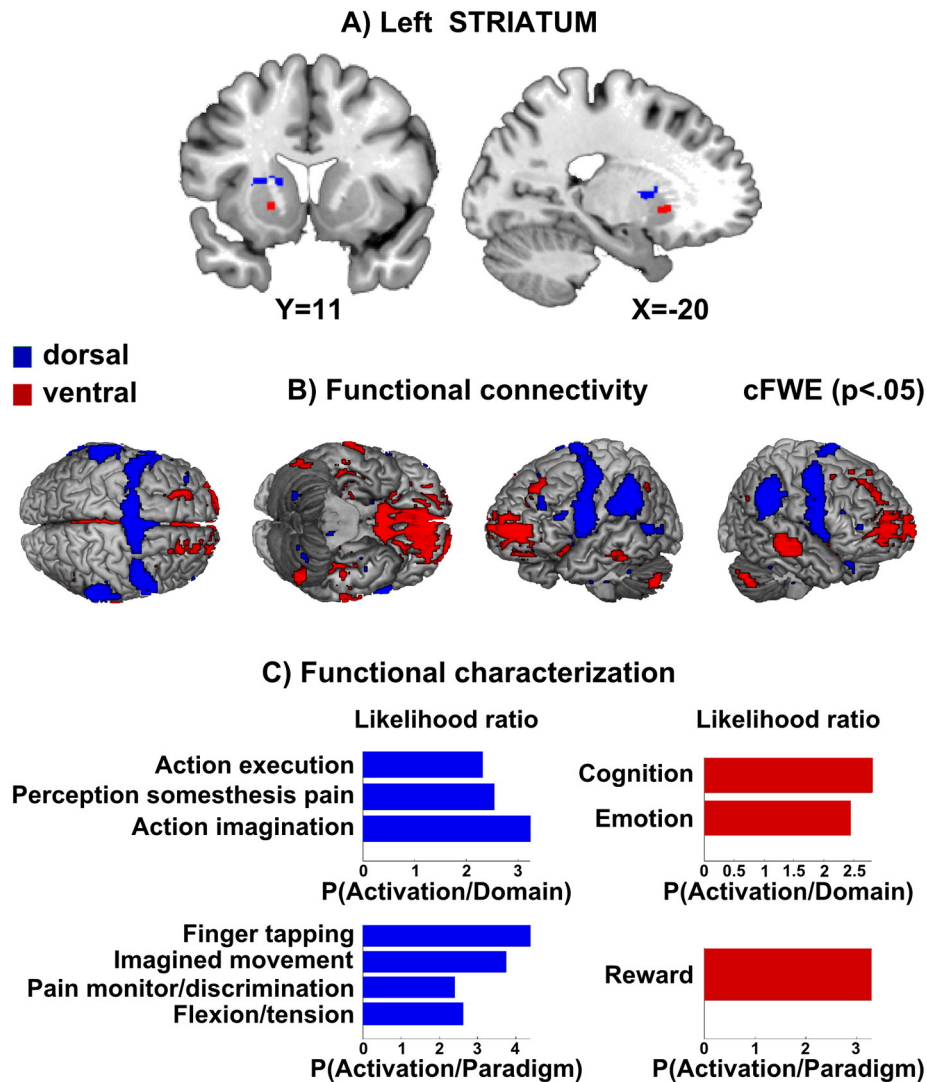 A) Left STRIATUM
Y=11
X=-20
dorsal
ventral
B) Functional connectivity
cFWE (p<.05)
C) Functional characterization
Likelihood ratio
Action execution
Perception somesthesis pain
Action imagination
0 1 2 3
P(Activation/Domain)
Likelihood ratio
Cognition
Emotion
0 0.5 1 1.5 2 2.5
P(Activation/Domain)
Finger tapping
Imagined movement
Pain monitor/discrimination
Flexion/tension
0 1 2 3 4
P(Activation/Paradigm)
Reward
0 1 2 3
P(Activation/Paradigm)